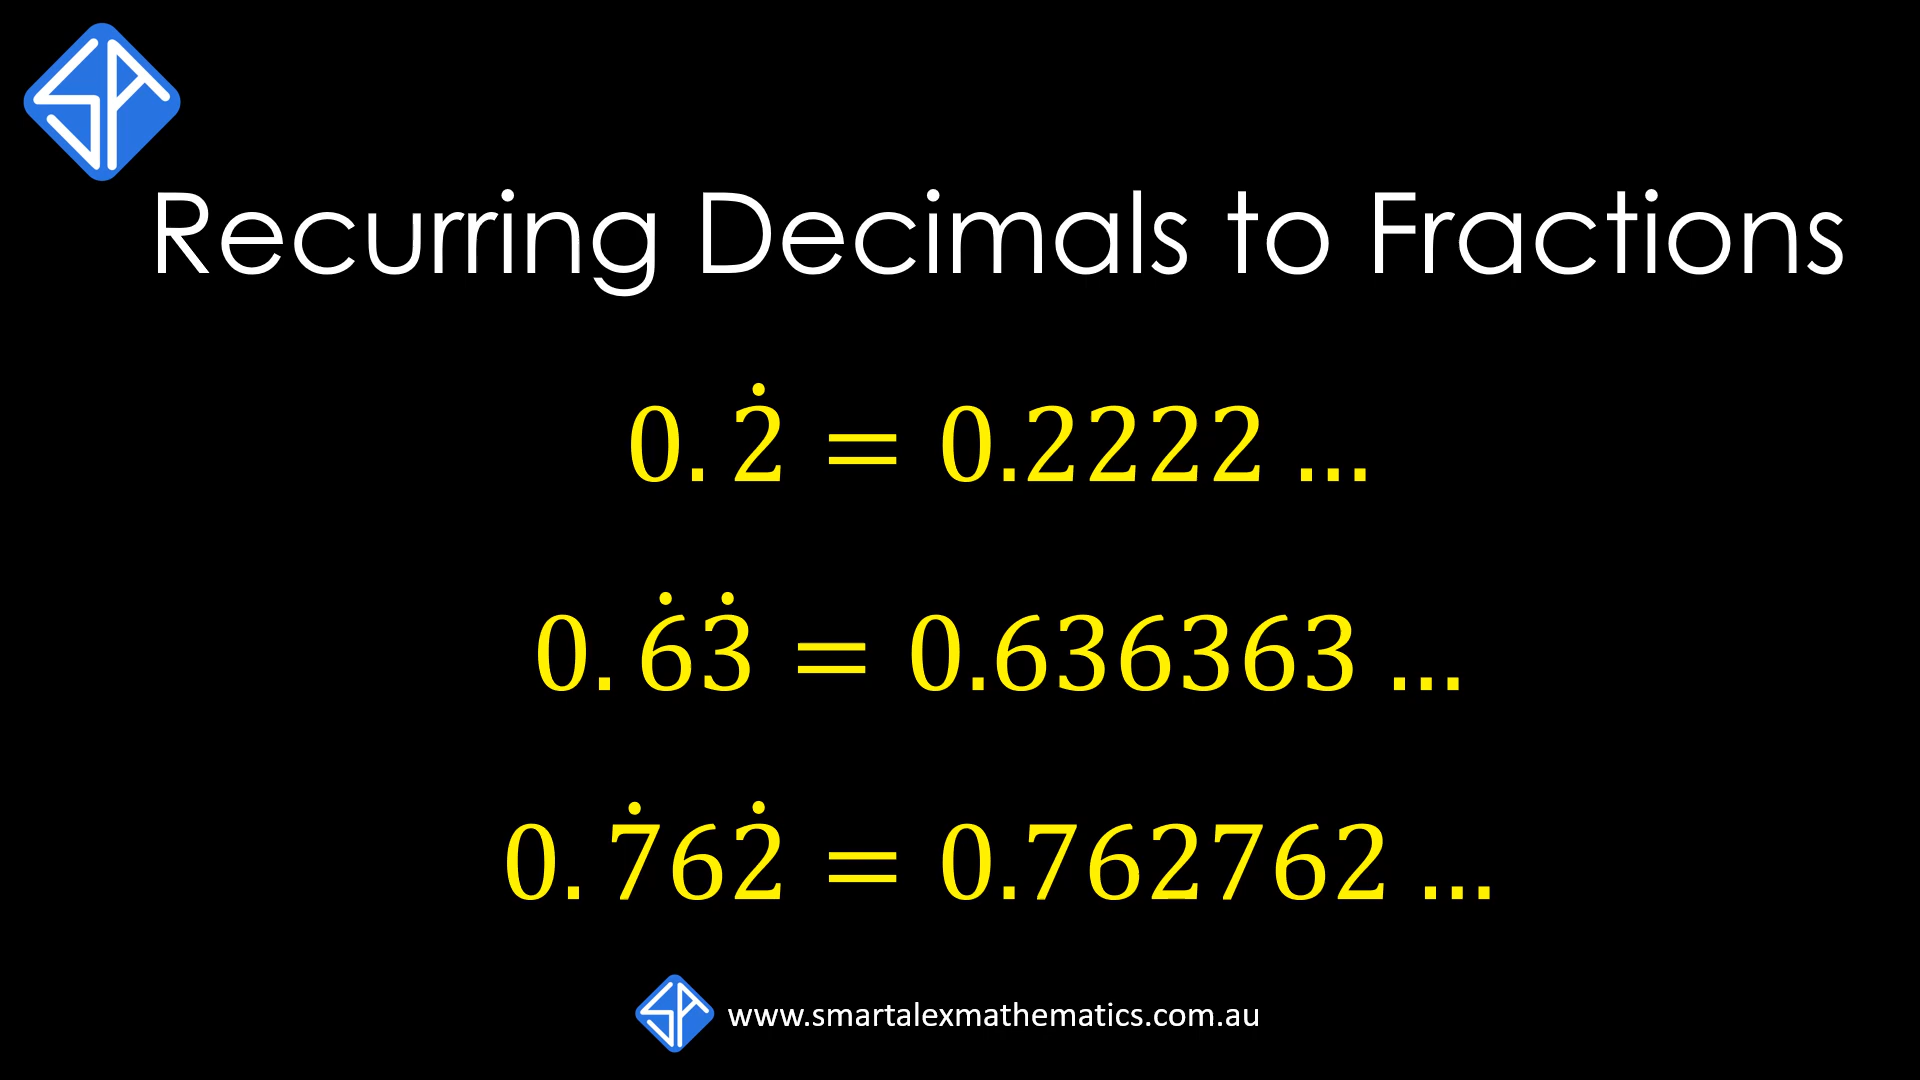 Recurring Decimals to Fractions
0.2̇ = 0.2222 ...
0.6̇3̇ = 0.636363 ...
0.7̇62̇ = 0.762762 ...
www.smartalexmathematics.com.au